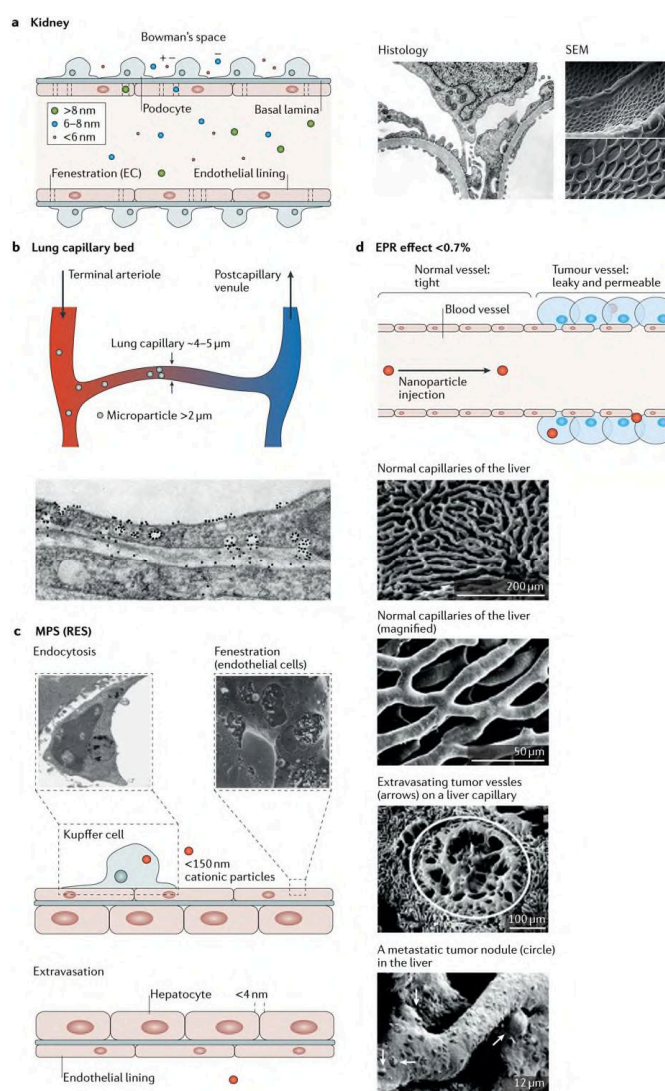 a Kidney
Bowman's space
+ −
−
Podocyte
Basal lamina
>8 nm
6–8 nm
<6 nm
Fenestration (EC)
Endothelial lining
Histology
SEM
b Lung capillary bed
Terminal arteriole
Postcapillary
venule
Lung capillary ~4–5 μm
Microparticle >2 μm
c MPS (RES)
Endocytosis
Fenestration
(endothelial cells)
Kupffer cell
<150 nm
cationic particles
Extravasation
Hepatocyte
<4 nm
Endothelial lining
d EPR effect <0.7%
Normal vessel:
tight
Tumour vessel:
leaky and permeable
Blood vessel
Nanoparticle
injection
Normal capillaries of the liver
200 μm
Normal capillaries of the liver
(magnified)
50 μm
Extravasating tumor vessles
(arrows) on a liver capillary
100 μm
A metastatic tumor nodule (circle)
in the liver
12 μm